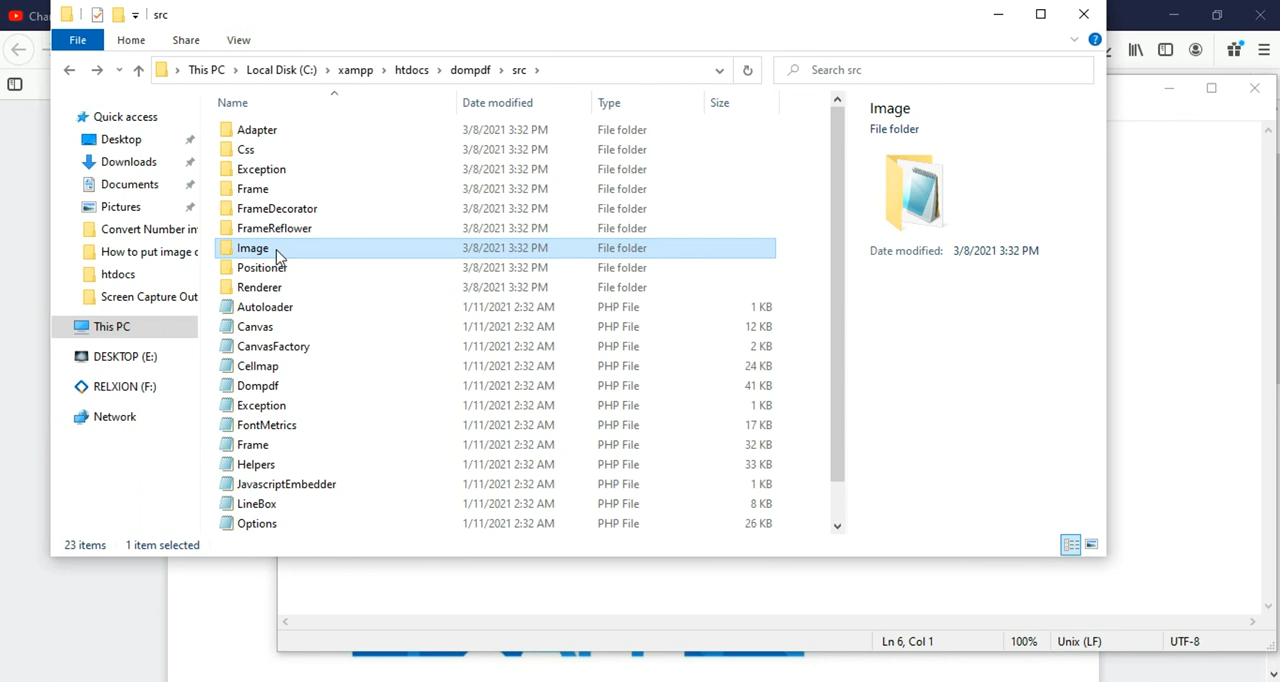 Cha
src
File Home Share View
This PC Local Disk (C:) xampp htdocs dompdf src
Search src
Quick access
Desktop
Downloads
Documents
Pictures
Convert Number in
How to put image c
htdocs
Screen Capture Out
This PC
DESKTOP (E:)
RELXION (F:)
Network
Name Date modified Type Size
Adapter 3/8/2021 3:32 PM File folder
Css 3/8/2021 3:32 PM File folder
Exception 3/8/2021 3:32 PM File folder
Frame 3/8/2021 3:32 PM File folder
FrameDecorator 3/8/2021 3:32 PM File folder
FrameReflower 3/8/2021 3:32 PM File folder
Image 3/8/2021 3:32 PM File folder
Positioner 3/8/2021 3:32 PM File folder
Renderer 3/8/2021 3:32 PM File folder
Autoloader 1/11/2021 2:32 AM PHP File 1 KB
Canvas 1/11/2021 2:32 AM PHP File 12 KB
CanvasFactory 1/11/2021 2:32 AM PHP File 2 KB
Cellmap 1/11/2021 2:32 AM PHP File 24 KB
Dompdf 1/11/2021 2:32 AM PHP File 41 KB
Exception 1/11/2021 2:32 AM PHP File 1 KB
FontMetrics 1/11/2021 2:32 AM PHP File 17 KB
Frame 1/11/2021 2:32 AM PHP File 32 KB
Helpers 1/11/2021 2:32 AM PHP File 33 KB
JavascriptEmbedder 1/11/2021 2:32 AM PHP File 1 KB
LineBox 1/11/2021 2:32 AM PHP File 8 KB
Options 1/11/2021 2:32 AM PHP File 26 KB
Image
File folder
Date modified: 3/8/2021 3:32 PM
23 items 1 item selected
Ln 6, Col 1 100% Unix (LF) UTF-8